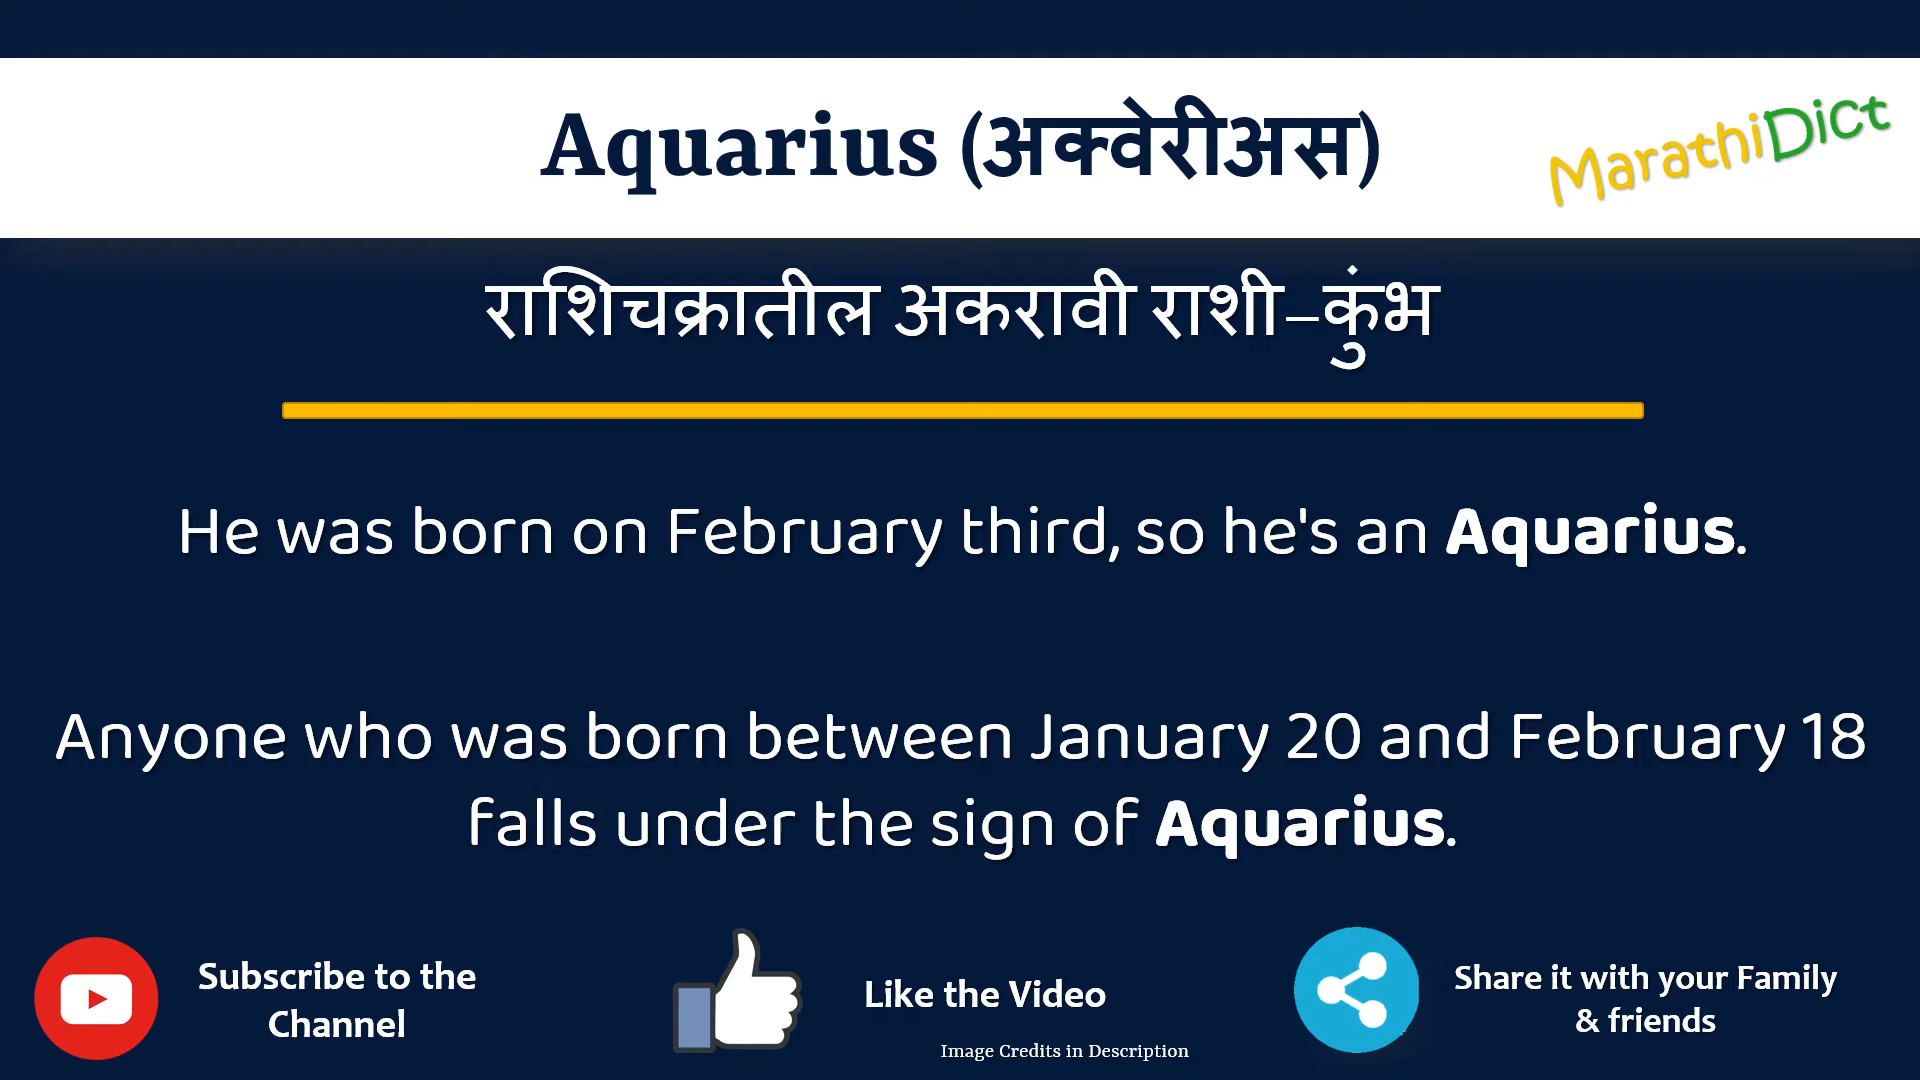 Aquarius (अक्वेरीअस)
MarathiDict
राशिचक्रातील अकरावी राशी–कुंभ
He was born on February third, so he's an Aquarius.
Anyone who was born between January 20 and February 18
falls under the sign of Aquarius.
Subscribe to the
Channel
Like the Video
Share it with your Family
& friends
Image Credits in Description